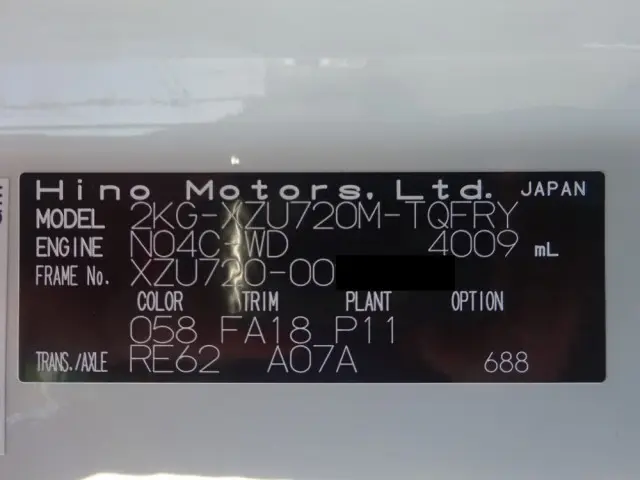 Hino Motors, Ltd. JAPAN
MODEL 2KG-XZU720M-TQFRY
ENGINE N04C-WD 4009 mL
FRAME No. XZU720-00
COLOR TRIM PLANT OPTION
058 FA18 P11
TRANS./AXLE RE62 A07A 688